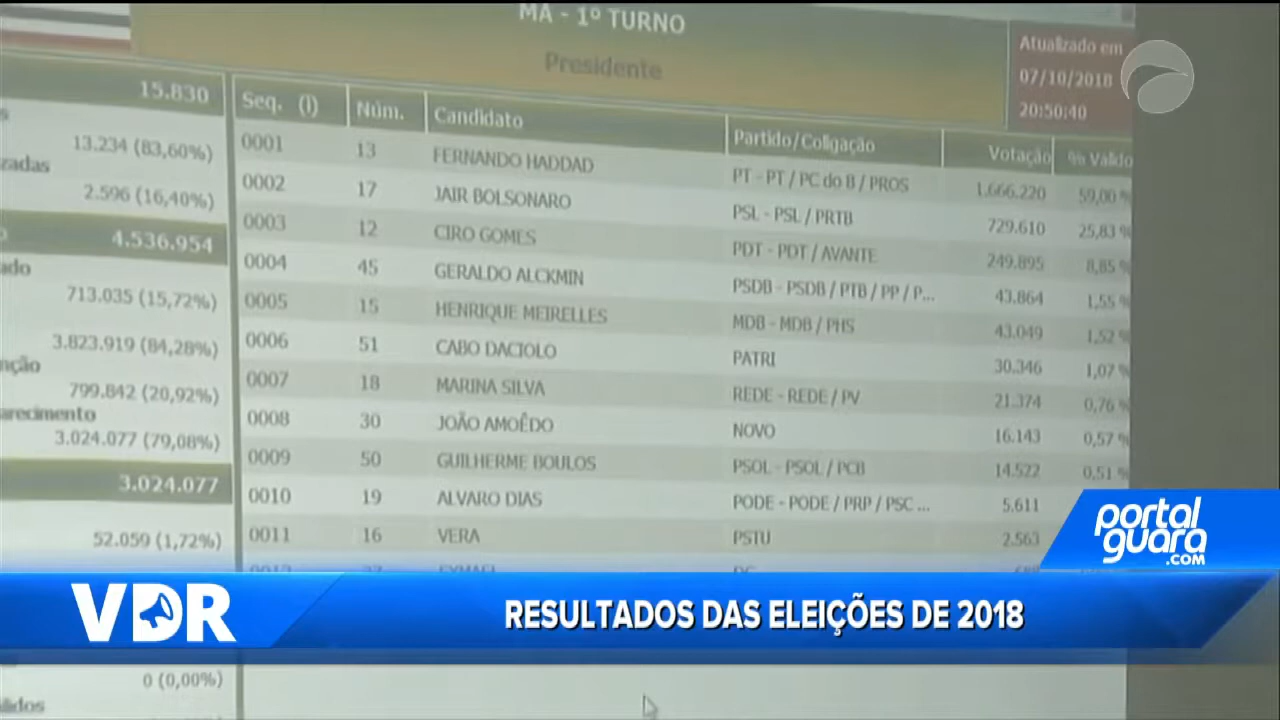 MA - 1º TURNO
Presidente
Atualizado em
07/10/2018
20:50:40
15.830
13.234 (83,60%)
zadas
2.596 (16,40%)
4.536.954
ado
713.035 (15,72%)
3.823.919 (84,28%)
nção
799.842 (20,92%)
arecimento
3.024.077 (79,08%)
3.024.077
52.059 (1,72%)
0 (0,00%)
lidos
Seq. (i) Núm. Candidato Partido/Coligação Votação % Válido
0001 13 FERNANDO HADDAD PT - PT / PC do B / PROS 1.666.220 59,00 %
0002 17 JAIR BOLSONARO PSL - PSL / PRTB 729.610 25,83 %
0003 12 CIRO GOMES PDT - PDT / AVANTE 249.895 8,85 %
0004 45 GERALDO ALCKMIN PSDB - PSDB / PTB / PP / P... 43.864 1,55 %
0005 15 HENRIQUE MEIRELLES MDB - MDB / PHS 43.049 1,52 %
0006 51 CABO DACIOLO PATRI 30.346 1,07 %
0007 18 MARINA SILVA REDE - REDE / PV 21.374 0,76 %
0008 30 JOÃO AMOÊDO NOVO 16.143 0,57 %
0009 50 GUILHERME BOULOS PSOL - PSOL / PCB 14.522 0,51 %
0010 19 ALVARO DIAS PODE - PODE / PRP / PSC ... 5.611
0011 16 VERA PSTU 2.563
portal
guara
.COM
VDR
RESULTADOS DAS ELEIÇÕES DE 2018